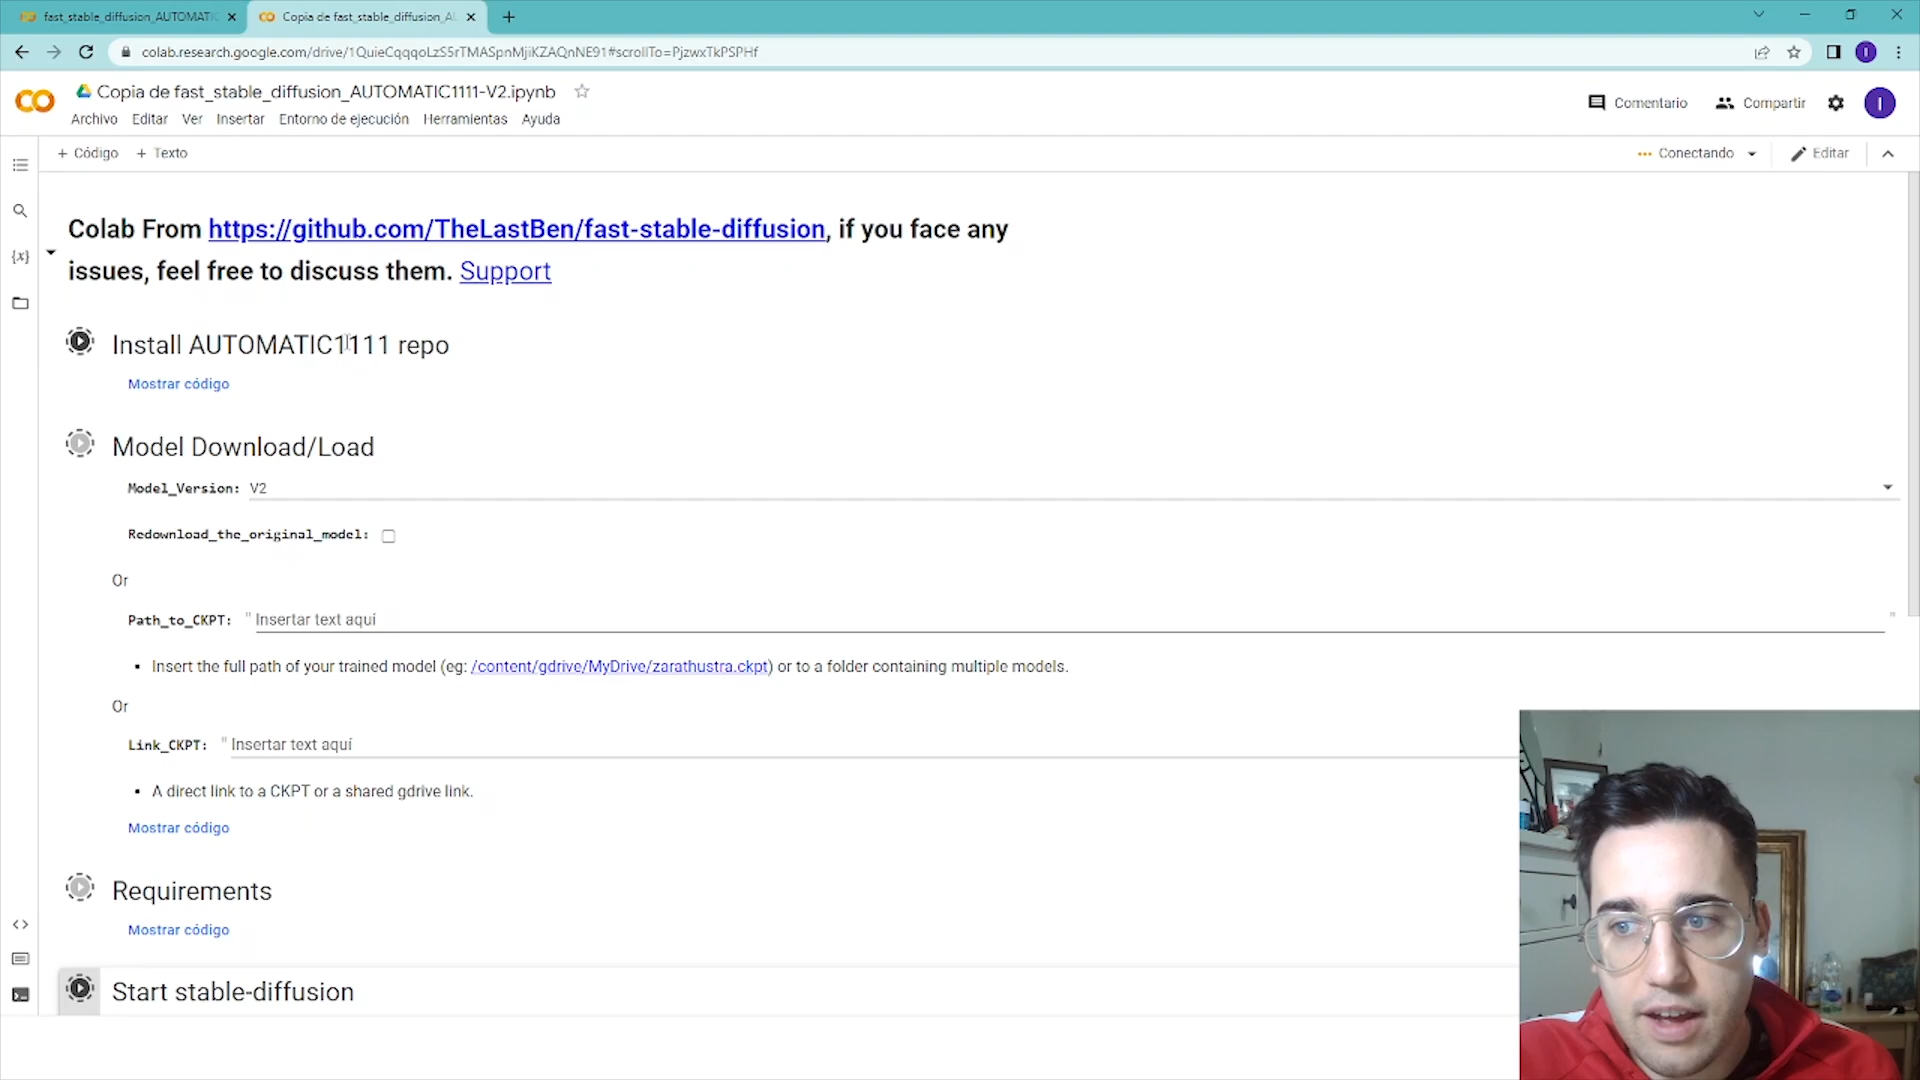 fast_stable_diffusion_AUTOMATI
Copia de fast_stable_diffusion_A
colab.research.google.com/drive/1QuieCqqqoLzS5rTMASpnMjiKZAQnNE91#scrollTo=PjzwxTkPSPHf
I
Copia de fast_stable_diffusion_AUTOMATIC1111-V2.ipynb
Archivo Editar Ver Insertar Entorno de ejecución Herramientas Ayuda
Comentario Compartir I
+ Código + Texto
Conectando Editar
Colab From https://github.com/TheLastBen/fast-stable-diffusion, if you face any
issues, feel free to discuss them. Support
Install AUTOMATIC1111 repo
Mostrar código
Model Download/Load
Model_Version: V2
Redownload_the_original_model:
Or
Path_to_CKPT: " Insertar text aquí "
▪ Insert the full path of your trained model (eg: /content/gdrive/MyDrive/zarathustra.ckpt) or to a folder containing multiple models.
Or
Link_CKPT: " Insertar text aquí
▪ A direct link to a CKPT or a shared gdrive link.
Mostrar código
Requirements
Mostrar código
Start stable-diffusion